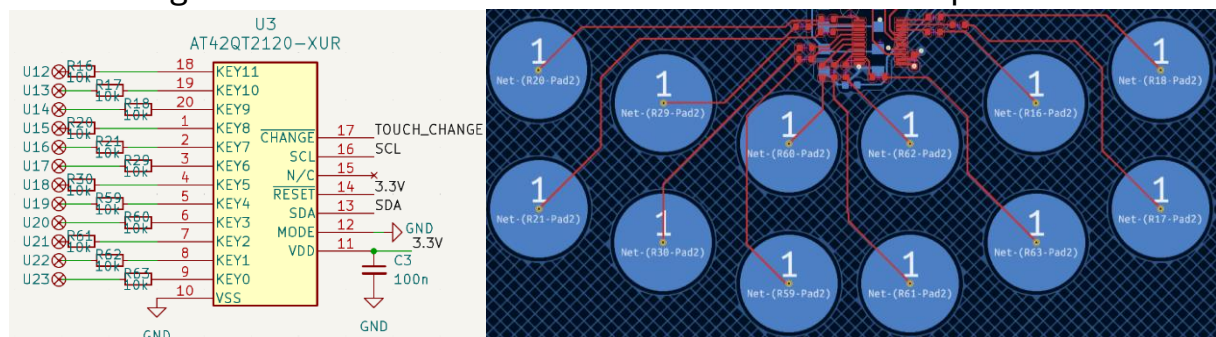 U3
AT42QT2120-XUR
U12 R16 10k 18 KEY11
U13 R17 10k 19 KEY10
U14 R18 10k 20 KEY9
U15 R20 10k 1 KEY8
U16 R21 10k 2 KEY7
U17 R29 10k 3 KEY6
U18 R30 10k 4 KEY5
U19 R59 10k 5 KEY4
U20 R60 10k 6 KEY3
U21 R61 10k 7 KEY2
U22 R62 10k 8 KEY1
U23 R63 10k 9 KEY0
10 VSS
GND
CHANGE 17 TOUCH_CHANGE
SCL 16 SCL
N/C 15
RESET 14 3.3V
SDA 13 SDA
MODE 12 GND
VDD 11 3.3V
C3
100n
GND
1
Net-(R20-Pad2)
1
Net-(R29-Pad2)
1
Net-(R60-Pad2)
1
Net-(R62-Pad2)
1
Net-(R16-Pad2)
1
Net-(R18-Pad2)
1
Net-(R21-Pad2)
1
Net-(R30-Pad2)
1
Net-(R59-Pad2)
1
Net-(R61-Pad2)
1
Net-(R63-Pad2)
1
Net-(R17-Pad2)